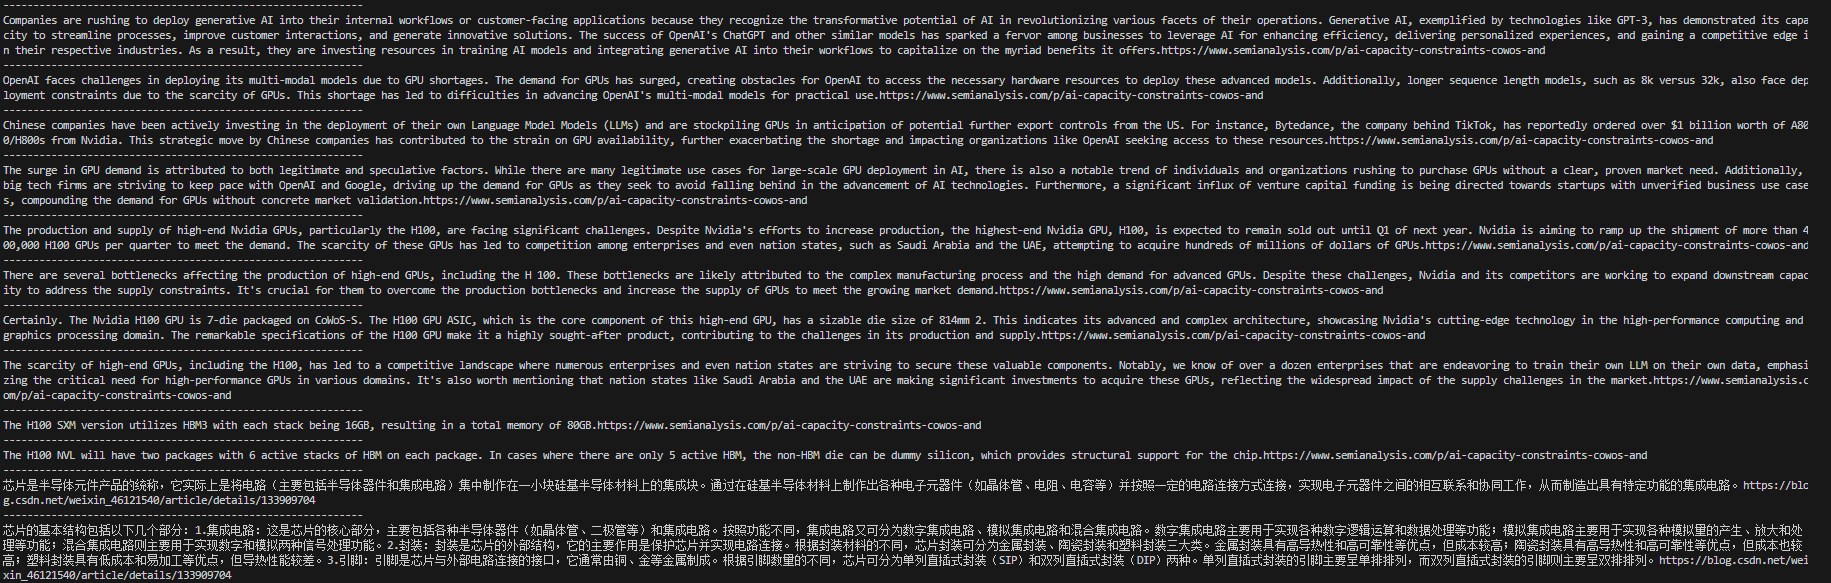 ------------------------------------------------------------
Companies are rushing to deploy generative AI into their internal workflows or customer-facing applications because they recognize the transformative potential of AI in revolutionizing various facets of their operations. Generative AI, exemplified by technologies like GPT-3, has demonstrated its capa
city to streamline processes, improve customer interactions, and generate innovative solutions. The success of OpenAI's ChatGPT and other similar models has sparked a fervor among businesses to leverage AI for enhancing efficiency, delivering personalized experiences, and gaining a competitive edge i
n their respective industries. As a result, they are investing resources in training AI models and integrating generative AI into their workflows to capitalize on the myriad benefits it offers.https://www.semianalysis.com/p/ai-capacity-constraints-cowos-and
------------------------------------------------------------
OpenAI faces challenges in deploying its multi-modal models due to GPU shortages. The demand for GPUs has surged, creating obstacles for OpenAI to access the necessary hardware resources to deploy these advanced models. Additionally, longer sequence length models, such as 8k versus 32k, also face dep
loyment constraints due to the scarcity of GPUs. This shortage has led to difficulties in advancing OpenAI's multi-modal models for practical use.https://www.semianalysis.com/p/ai-capacity-constraints-cowos-and
------------------------------------------------------------
Chinese companies have been actively investing in the deployment of their own Language Model Models (LLMs) and are stockpiling GPUs in anticipation of potential further export controls from the US. For instance, Bytedance, the company behind TikTok, has reportedly ordered over $1 billion worth of A80
0/H800s from Nvidia. This strategic move by Chinese companies has contributed to the strain on GPU availability, further exacerbating the shortage and impacting organizations like OpenAI seeking access to these resources.https://www.semianalysis.com/p/ai-capacity-constraints-cowos-and
------------------------------------------------------------
The surge in GPU demand is attributed to both legitimate and speculative factors. While there are many legitimate use cases for large-scale GPU deployment in AI, there is also a notable trend of individuals and organizations rushing to purchase GPUs without a clear, proven market need. Additionally,
big tech firms are striving to keep pace with OpenAI and Google, driving up the demand for GPUs as they seek to avoid falling behind in the advancement of AI technologies. Furthermore, a significant influx of venture capital funding is being directed towards startups with unverified business use case
s, compounding the demand for GPUs without concrete market validation.https://www.semianalysis.com/p/ai-capacity-constraints-cowos-and
------------------------------------------------------------
The production and supply of high-end Nvidia GPUs, particularly the H100, are facing significant challenges. Despite Nvidia's efforts to increase production, the highest-end Nvidia GPU, H100, is expected to remain sold out until Q1 of next year. Nvidia is aiming to ramp up the shipment of more than 4
00,000 H100 GPUs per quarter to meet the demand. The scarcity of these GPUs has led to competition among enterprises and even nation states, such as Saudi Arabia and the UAE, attempting to acquire hundreds of millions of dollars of GPUs.https://www.semianalysis.com/p/ai-capacity-constraints-cowos-and
------------------------------------------------------------
There are several bottlenecks affecting the production of high-end GPUs, including the H 100. These bottlenecks are likely attributed to the complex manufacturing process and the high demand for advanced GPUs. Despite these challenges, Nvidia and its competitors are working to expand downstream capac
ity to address the supply constraints. It's crucial for them to overcome the production bottlenecks and increase the supply of GPUs to meet the growing market demand.https://www.semianalysis.com/p/ai-capacity-constraints-cowos-and
------------------------------------------------------------
Certainly. The Nvidia H100 GPU is 7-die packaged on CoWoS-S. The H100 GPU ASIC, which is the core component of this high-end GPU, has a sizable die size of 814mm 2. This indicates its advanced and complex architecture, showcasing Nvidia's cutting-edge technology in the high-performance computing and
graphics processing domain. The remarkable specifications of the H100 GPU make it a highly sought-after product, contributing to the challenges in its production and supply.https://www.semianalysis.com/p/ai-capacity-constraints-cowos-and
------------------------------------------------------------
The scarcity of high-end GPUs, including the H100, has led to a competitive landscape where numerous enterprises and even nation states are striving to secure these valuable components. Notably, we know of over a dozen enterprises that are endeavoring to train their own LLM on their own data, emphasi
zing the critical need for high-performance GPUs in various domains. It's also worth mentioning that nation states like Saudi Arabia and the UAE are making significant investments to acquire these GPUs, reflecting the widespread impact of the supply challenges in the market.https://www.semianalysis.c
om/p/ai-capacity-constraints-cowos-and
------------------------------------------------------------
The H100 SXM version utilizes HBM3 with each stack being 16GB, resulting in a total memory of 80GB.https://www.semianalysis.com/p/ai-capacity-constraints-cowos-and
------------------------------------------------------------
The H100 NVL will have two packages with 6 active stacks of HBM on each package. In cases where there are only 5 active HBM, the non-HBM die can be dummy silicon, which provides structural support for the chip.https://www.semianalysis.com/p/ai-capacity-constraints-cowos-and
------------------------------------------------------------
芯片是半导体元件产品的统称，它实际上是将电路（主要包括半导体器件和集成电路）集中制作在一小块硅基半导体材料上的集成块。通过在硅基半导体材料上制作出各种电子元器件（如晶体管、电阻、电容等）并按照一定的电路连接方式连接，实现电子元器件之间的相互联系和协同工作，从而制造出具有特定功能的集成电路。https://blo
g.csdn.net/weixin_46121540/article/details/133909704
------------------------------------------------------------
芯片的基本结构包括以下几个部分：1.集成电路：这是芯片的核心部分，主要包括各种半导体器件（如晶体管、二极管等）和集成电路。按照功能不同，集成电路又可分为数字集成电路、模拟集成电路和混合集成电路。数字集成电路主要用于实现各种数字逻辑运算和数据处理等功能；模拟集成电路主要用于实现各种模拟量的产生、放大和处
理等功能；混合集成电路则主要用于实现数字和模拟两种信号处理功能。2.封装：封装是芯片的外部结构，它的主要作用是保护芯片并实现电路连接。根据封装材料的不同，芯片封装可分为金属封装、陶瓷封装和塑料封装三大类。金属封装具有高导热性和高可靠性等优点，但成本较高；陶瓷封装具有高导热性和高可靠性等优点，但成本也较
高；塑料封装具有低成本和易加工等优点，但导热性能较差。3.引脚：引脚是芯片与外部电路连接的接口，它通常由铜、金等金属制成。根据引脚数量的不同，芯片可分为单列直插式封装（SIP）和双列直插式封装（DIP）两种。单列直插式封装的引脚主要呈单排排列，而双列直插式封装的引脚则主要呈双排排列。https://blog.csdn.net/wei
xin_46121540/article/details/133909704